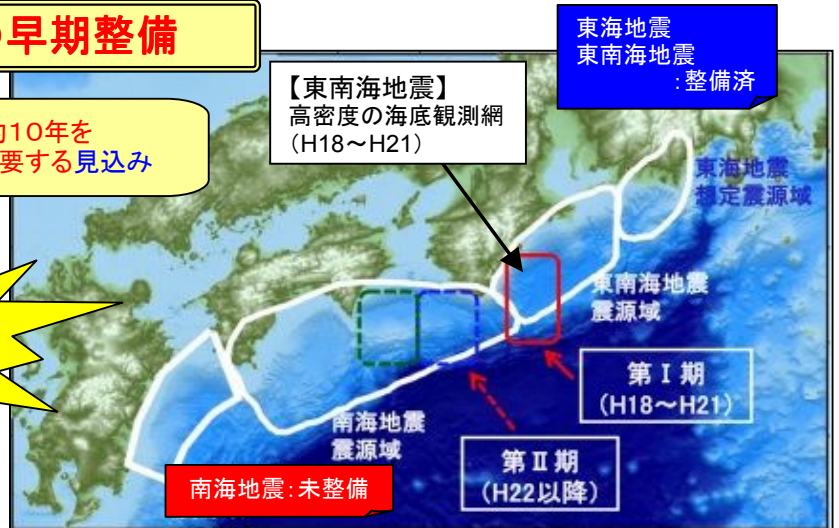 早期整備
東海地震
東南海地震
:整備済
【東南海地震】
高密度の海底観測網
(H18~H21)
10年を
要する見込み
東海地震
想定震源域
東南海地震
震源域
第Ⅰ期
(H18~H21)
南海地震
震源域
第Ⅱ期
(H22以降)
南海地震:未整備